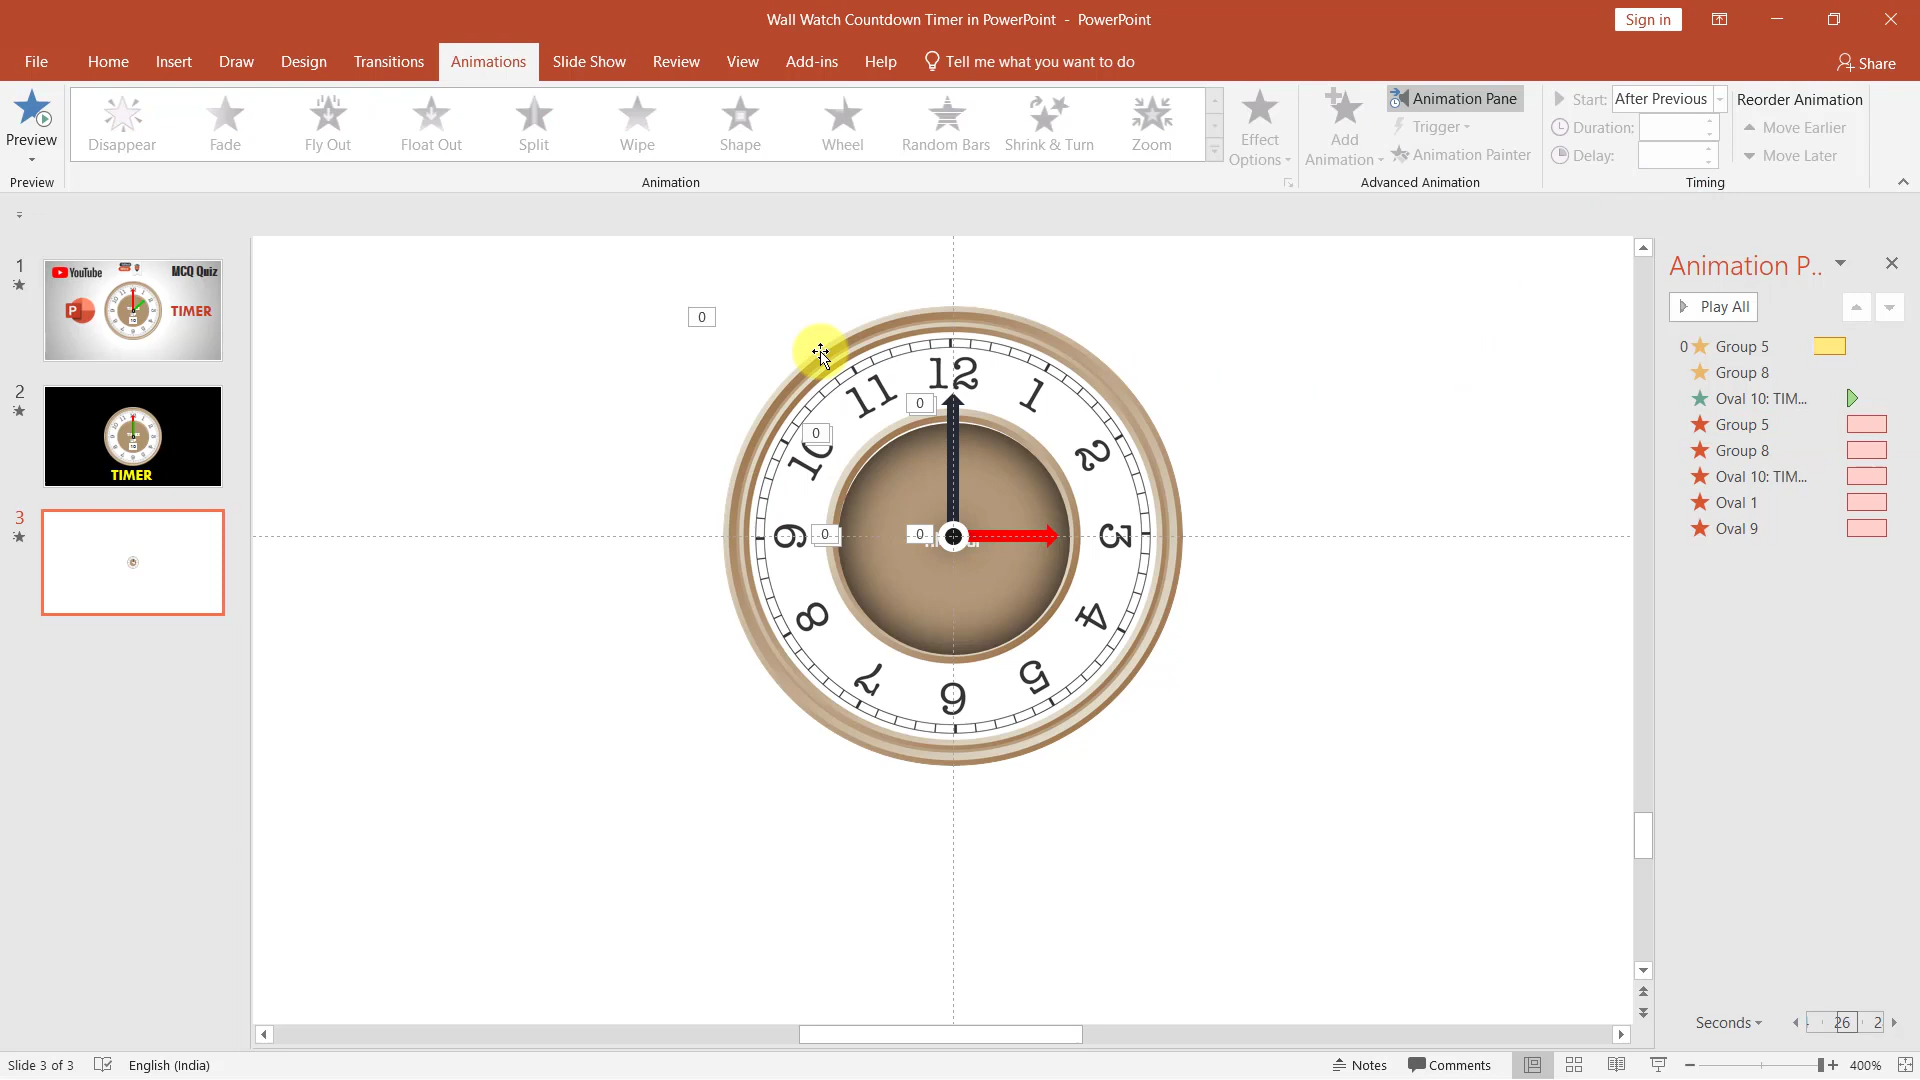 Wall Watch Countdown Timer in PowerPoint - PowerPoint
Sign in
File Home Insert Draw Design Transitions Animations Slide Show Review View Add-ins Help Tell me what you want to do
Share
Preview
Disappear Fade Fly Out Float Out Split Wipe Shape Wheel Random Bars Shrink & Turn Zoom
Effect Options
Add Animation
Animation Pane
Trigger
Animation Painter
Start: After Previous
Duration:
Delay:
Reorder Animation
Move Earlier
Move Later
Preview Animation Advanced Animation Timing
1
YouTube MCQ Quiz
P TIMER
2
TIMER
3
0
12
1
2
3
4
5
6
7
8
9
10
11
0
0
0
0
Animation P..
Play All
0 Group 5
Group 8
Oval 10: TIM...
Group 5
Group 8
Oval 10: TIM...
Oval 1
Oval 9
Seconds 26 2
Slide 3 of 3 English (India) Notes Comments 400%